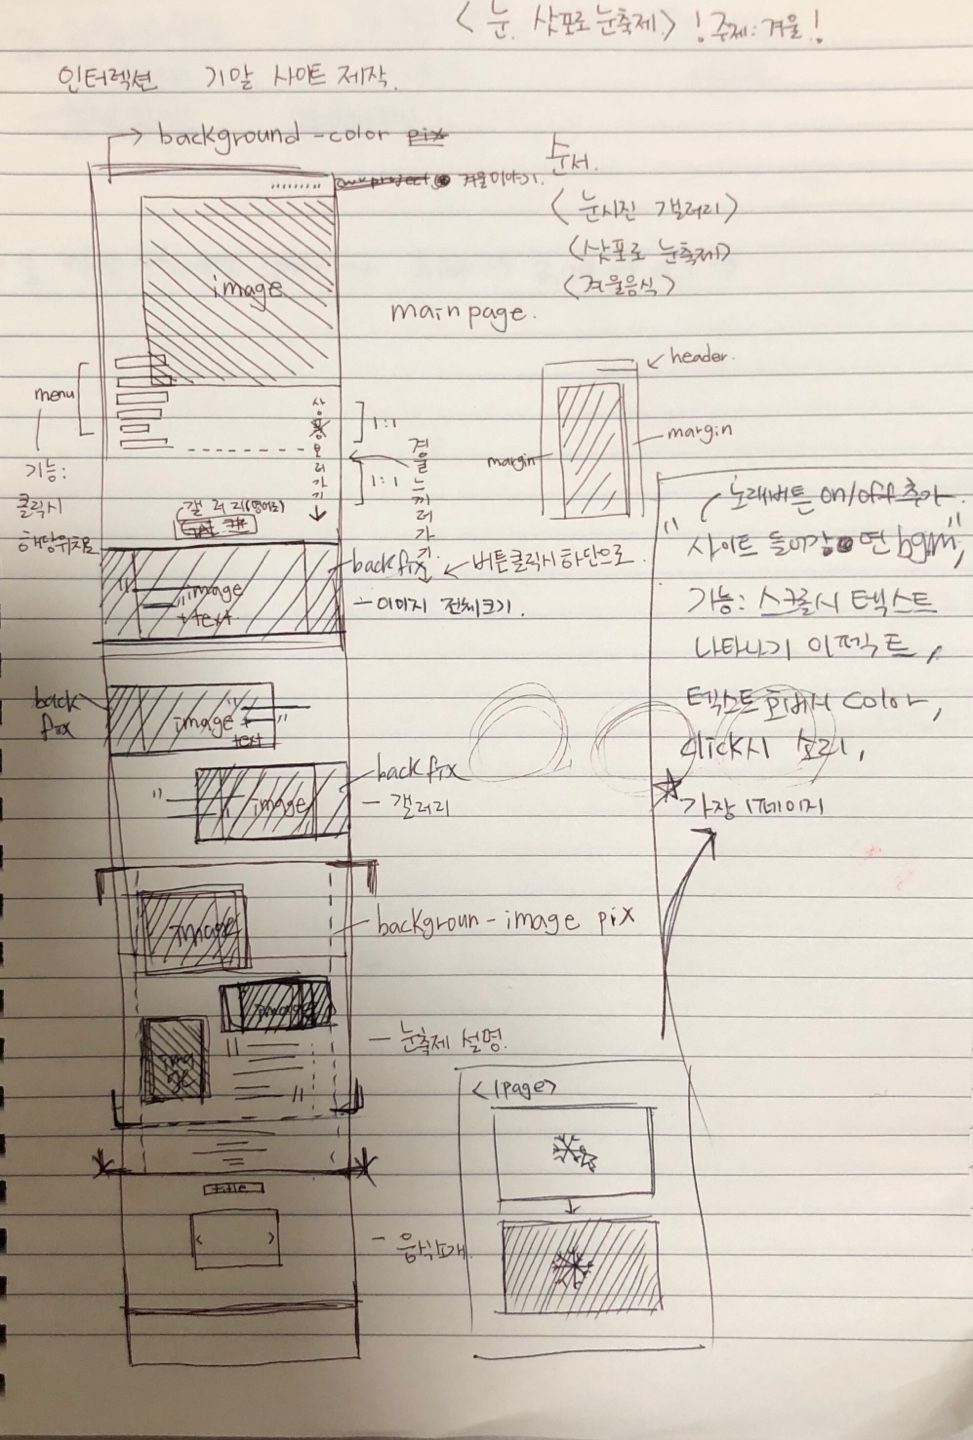 <눈, 삿포로 눈축제> !주제: 겨울!
인터렉션 기말 사이트 제작.
background-color pix
순서.
our project 겨울이야기.
<눈사진 갤러리>
<삿포로 눈축제>
<겨울음식>
image
main page.
header.
menu
1:1
margin
margin
기능:
클릭시
해당위치로
1:1
오러가기
겨울느끼러가기
갤러리(영어로)
노래버튼 on/off 추가.
back fix
버튼클릭시 하단으로.
"사이트 들어감 연 bgm",
image
+ text.
- 이미지 전체크기.
기능: 스크롤시 텍스트
나타나기 이펙트,
back
fix
image +
text
텍스트 호버시 color,
click시 소리,
image
back fix
- 갤러리
가장 1페이지
image
backgroun-image pix
image
image
- 눈축제 설명.
<1page>
title
< >
- 음식소개.